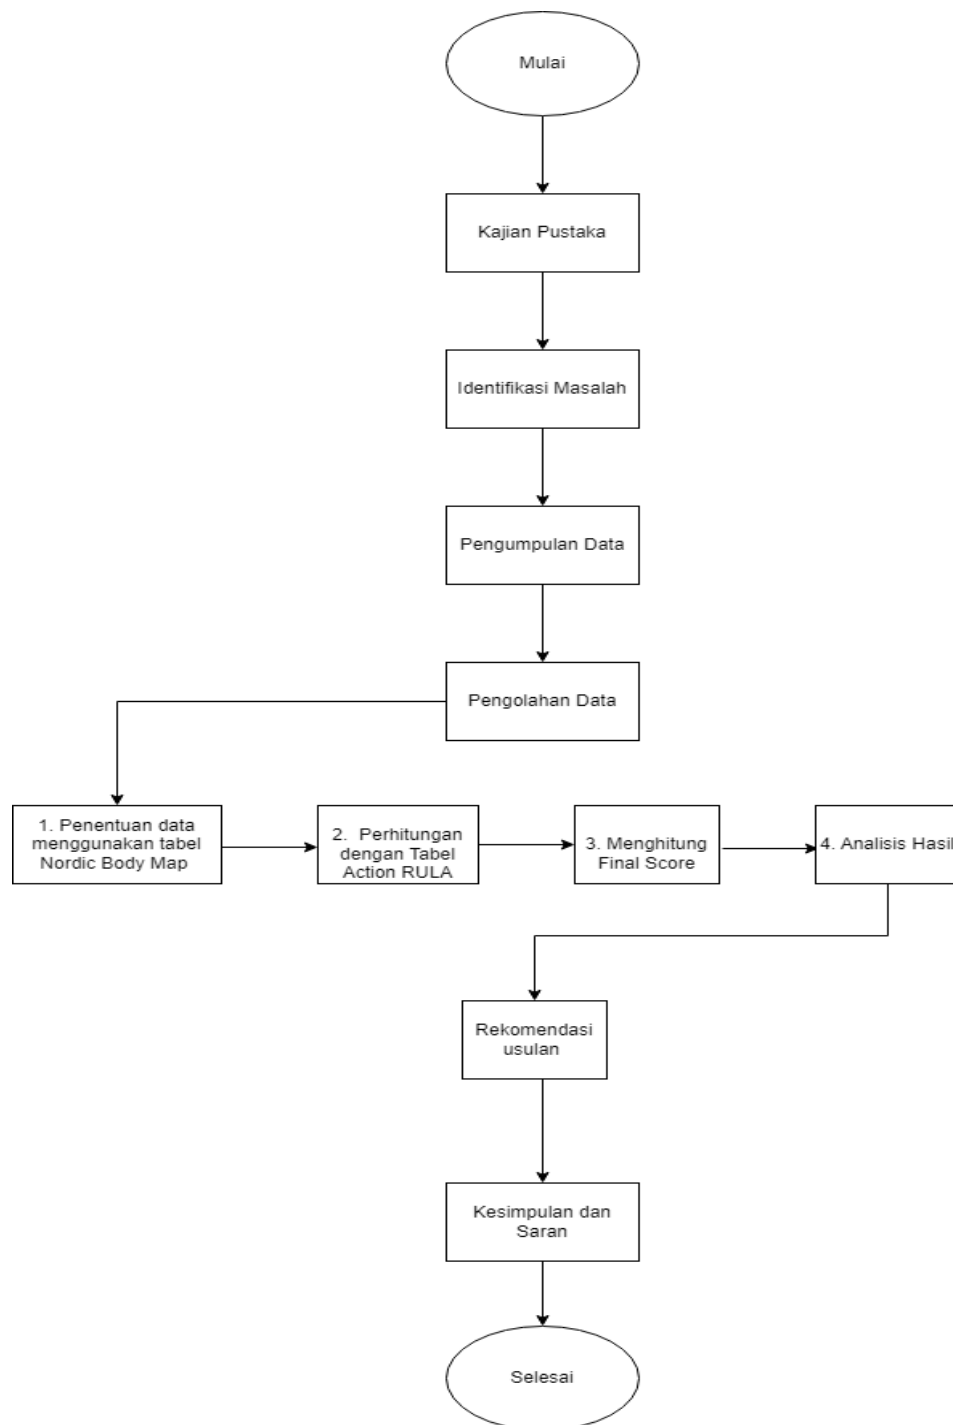 Mulai
Kajian Pustaka
Identifikasi Masalah
Pengumpulan Data
Pengolahan Data
1. Penentuan data
menggunakan tabel
Nordic Body Map
2. Perhitungan
dengan Tabel
Action RULA
3. Menghitung
Final Score
4. Analisis Hasil
Rekomendasi
usulan
Kesimpulan dan
Saran
Selesai